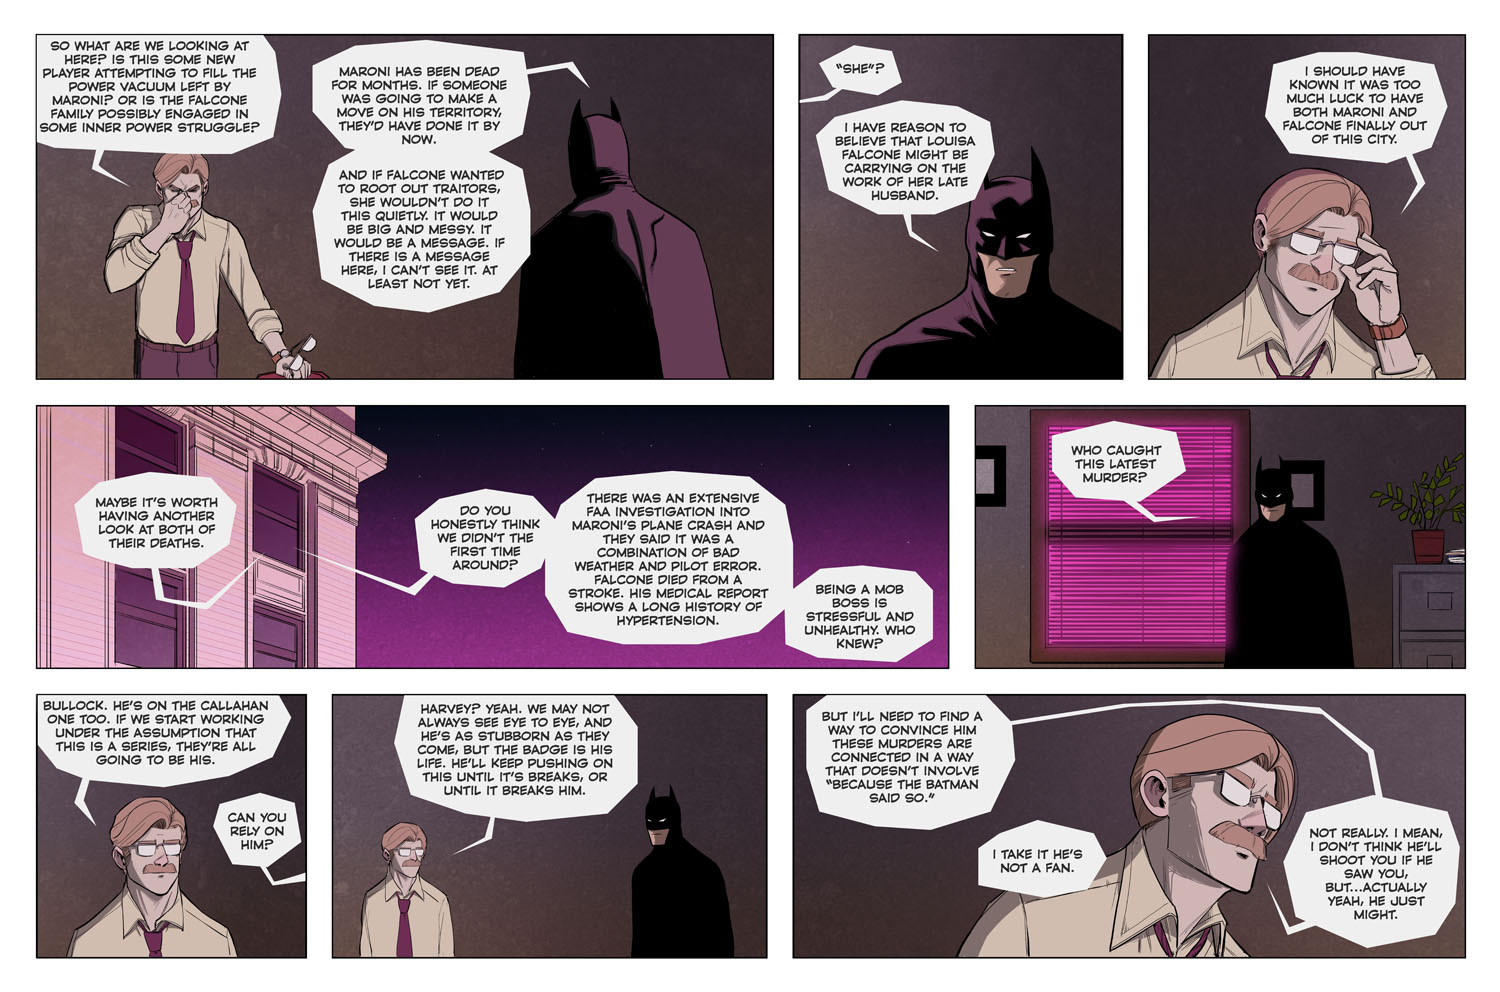 SO WHAT ARE WE LOOKING AT
HERE? IS THIS SOME NEW
PLAYER ATTEMPTING TO FILL THE
POWER VACUUM LEFT BY
MARONI? OR IS THE FALCONE
FAMILY POSSIBLY ENGAGED IN
SOME INNER POWER STRUGGLE?
MARONI HAS BEEN DEAD
FOR MONTHS. IF SOMEONE
WAS GOING TO MAKE A
MOVE ON HIS TERRITORY,
THEY'D HAVE DONE IT BY
NOW.
AND IF FALCONE WANTED
TO ROOT OUT TRAITORS,
SHE WOULDN'T DO IT
THIS QUIETLY. IT WOULD
BE BIG AND MESSY. IT
WOULD BE A MESSAGE. IF
THERE IS A MESSAGE
HERE, I CAN'T SEE IT. AT
LEAST NOT YET.
"SHE"?
I HAVE REASON TO
BELIEVE THAT LOUISA
FALCONE MIGHT BE
CARRYING ON THE
WORK OF HER LATE
HUSBAND.
I SHOULD HAVE
KNOWN IT WAS TOO
MUCH LUCK TO HAVE
BOTH MARONI AND
FALCONE FINALLY OUT
OF THIS CITY.
MAYBE IT'S WORTH
HAVING ANOTHER
LOOK AT BOTH OF
THEIR DEATHS.
DO YOU
HONESTLY THINK
WE DIDN'T THE
FIRST TIME
AROUND?
THERE WAS AN EXTENSIVE
FAA INVESTIGATION INTO
MARONI'S PLANE CRASH AND
THEY SAID IT WAS A
COMBINATION OF BAD
WEATHER AND PILOT ERROR.
FALCONE DIED FROM A
STROKE. HIS MEDICAL REPORT
SHOWS A LONG HISTORY OF
HYPERTENSION.
BEING A MOB
BOSS IS
STRESSFUL AND
UNHEALTHY. WHO
KNEW?
WHO CAUGHT
THIS LATEST
MURDER?
BULLOCK. HE'S ON THE CALLAHAN
ONE TOO. IF WE START WORKING
UNDER THE ASSUMPTION THAT
THIS IS A SERIES, THEY'RE ALL
GOING TO BE HIS.
CAN YOU
RELY ON
HIM?
HARVEY? YEAH. WE MAY NOT
ALWAYS SEE EYE TO EYE, AND
HE'S AS STUBBORN AS THEY
COME, BUT THE BADGE IS HIS
LIFE. HE'LL KEEP PUSHING ON
THIS UNTIL IT'S BREAKS, OR
UNTIL IT BREAKS HIM.
BUT I'LL NEED TO FIND A
WAY TO CONVINCE HIM
THESE MURDERS ARE
CONNECTED IN A WAY
THAT DOESN'T INVOLVE
"BECAUSE THE BATMAN
SAID SO."
I TAKE IT HE'S
NOT A FAN.
NOT REALLY. I MEAN,
I DON'T THINK HE'LL
SHOOT YOU IF HE
SAW YOU,
BUT...ACTUALLY
YEAH, HE JUST
MIGHT.